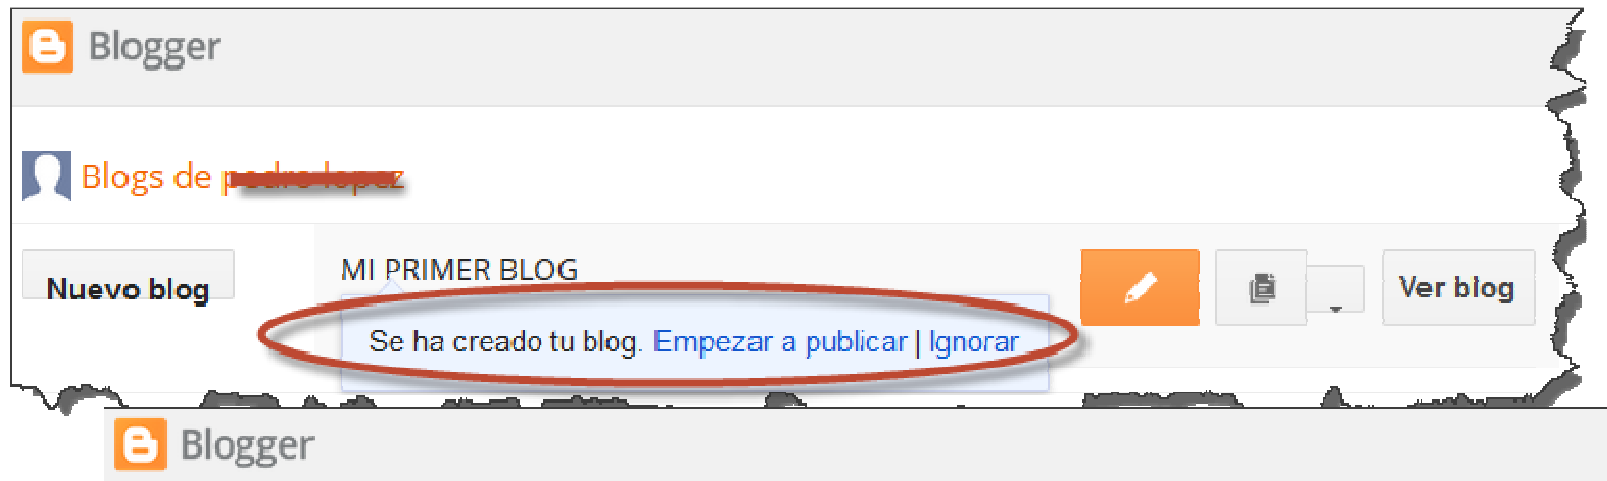 Blogger
Blogs de
Nuevo blog
MI PRIMER BLOG
Ver blog
Se ha creado tu blog. Empezar a publicar | Ignorar
Blogger